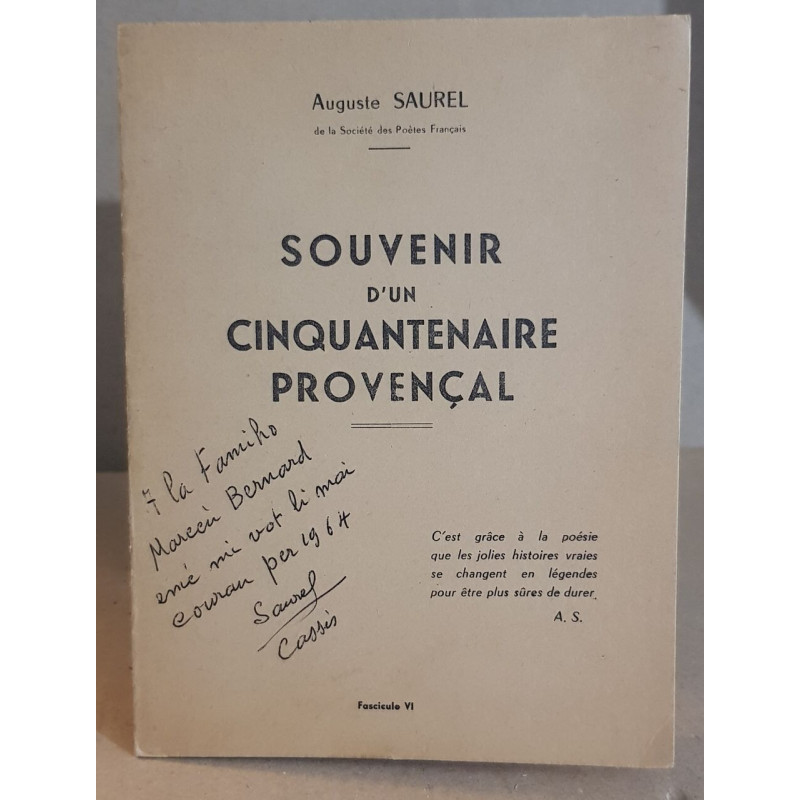 Auguste SAUREL
de la Société des Poètes Français
SOUVENIR
D'UN
CINQUANTENAIRE
PROVENÇAL
A la Famiho
Marcèu Bernard
emé mi vot li mai
couran per 1964
Saurel
Cassis
C'est grâce à la poésie
que les jolies histoires vraies
se changent en légendes
pour être plus sûres de durer.
A. S.
Fascicule VI